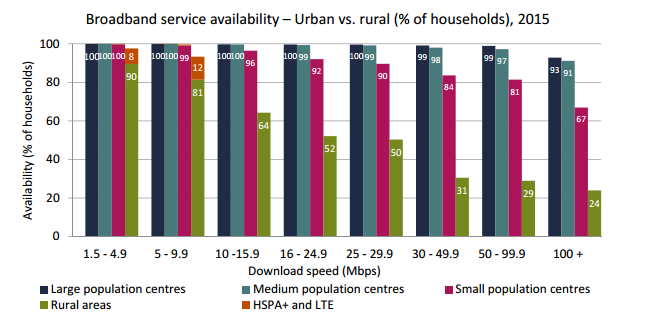 Broadband service availability – Urban vs. rural (% of households), 2015
Availability (% of households)
100
80
60
40
20
0
100 100 100 90 8
100 100 99 81 12
100 100 96 64
100 99 92 52
100 99 90 50
99 98 84 31
99 97 81 29
93 91 67 24
1.5 - 4.9 5 - 9.9 10 -15.9 16 - 24.9 25 - 29.9 30 - 49.9 50 - 99.9 100 +
Download speed (Mbps)
Large population centres Medium population centres Small population centres
Rural areas HSPA+ and LTE